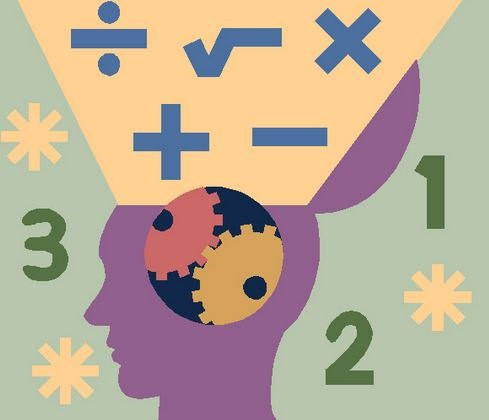 ÷ √ ×
+ −
1
3
2